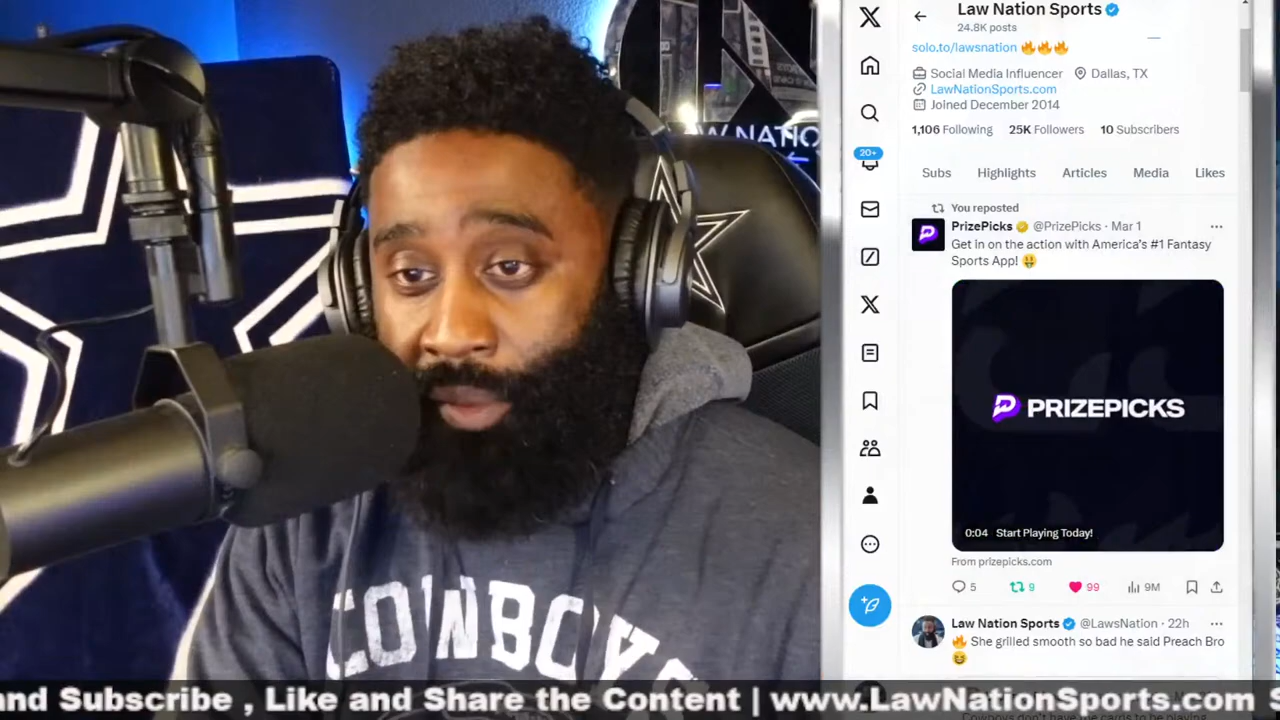 W NATIO
COWBOYS
Law Nation Sports
24.8K posts
solo.to/lawsnation 🔥🔥🔥
Social Media Influencer Dallas, TX
LawNationSports.com
Joined December 2014
1,106 Following 25K Followers 10 Subscribers
20+
Subs Highlights Articles Media Likes
You reposted
PrizePicks @PrizePicks · Mar 1
Get in on the action with America's #1 Fantasy
Sports App! 🤑
PRIZEPICKS
0:04 Start Playing Today!
From prizepicks.com
5 9 99 9M
Law Nation Sports @LawsNation · 22h
🔥 She grilled smooth so bad he said Preach Bro
😆
and Subscribe , Like and Share the Content | www.LawNationSports.com S